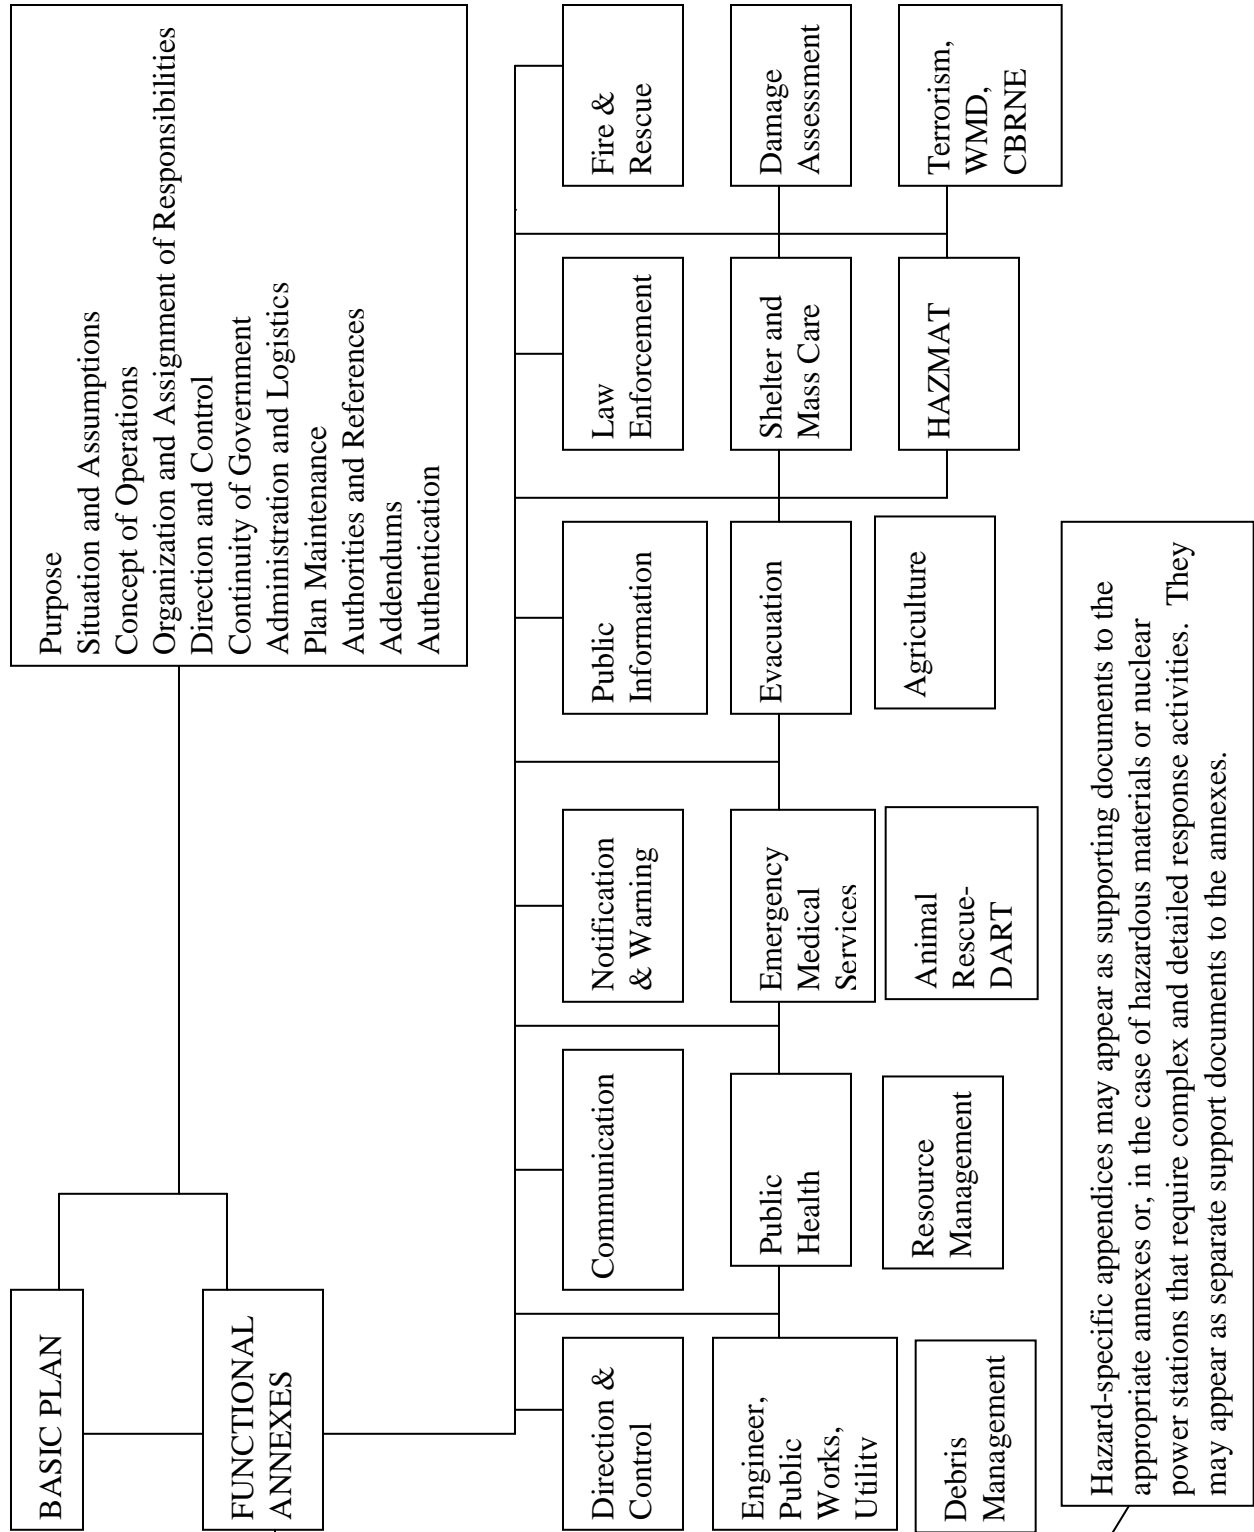 BASIC PLAN
Purpose
Situation and Assumptions
Concept of Operations
Organization and Assignment of Responsibilities
Direction and Control
Continuity of Government
Administration and Logistics
Plan Maintenance
Authorities and References
Addendums
Authentication
FUNCTIONAL
ANNEXES
Direction &
Control
Communication
Notification
& Warning
Public
Information
Law
Enforcement
Fire &
Rescue
Engineer,
Public
Works,
Utility
Public
Health
Emergency
Medical
Services
Evacuation
Shelter and
Mass Care
Damage
Assessment
Debris
Management
Resource
Management
Animal
Rescue-
DART
Agriculture
HAZMAT
Terrorism,
WMD,
CBRNE
Hazard-specific appendices may appear as supporting documents to the
appropriate annexes or, in the case of hazardous materials or nuclear
power stations that require complex and detailed response activities.  They
may appear as separate support documents to the annexes.